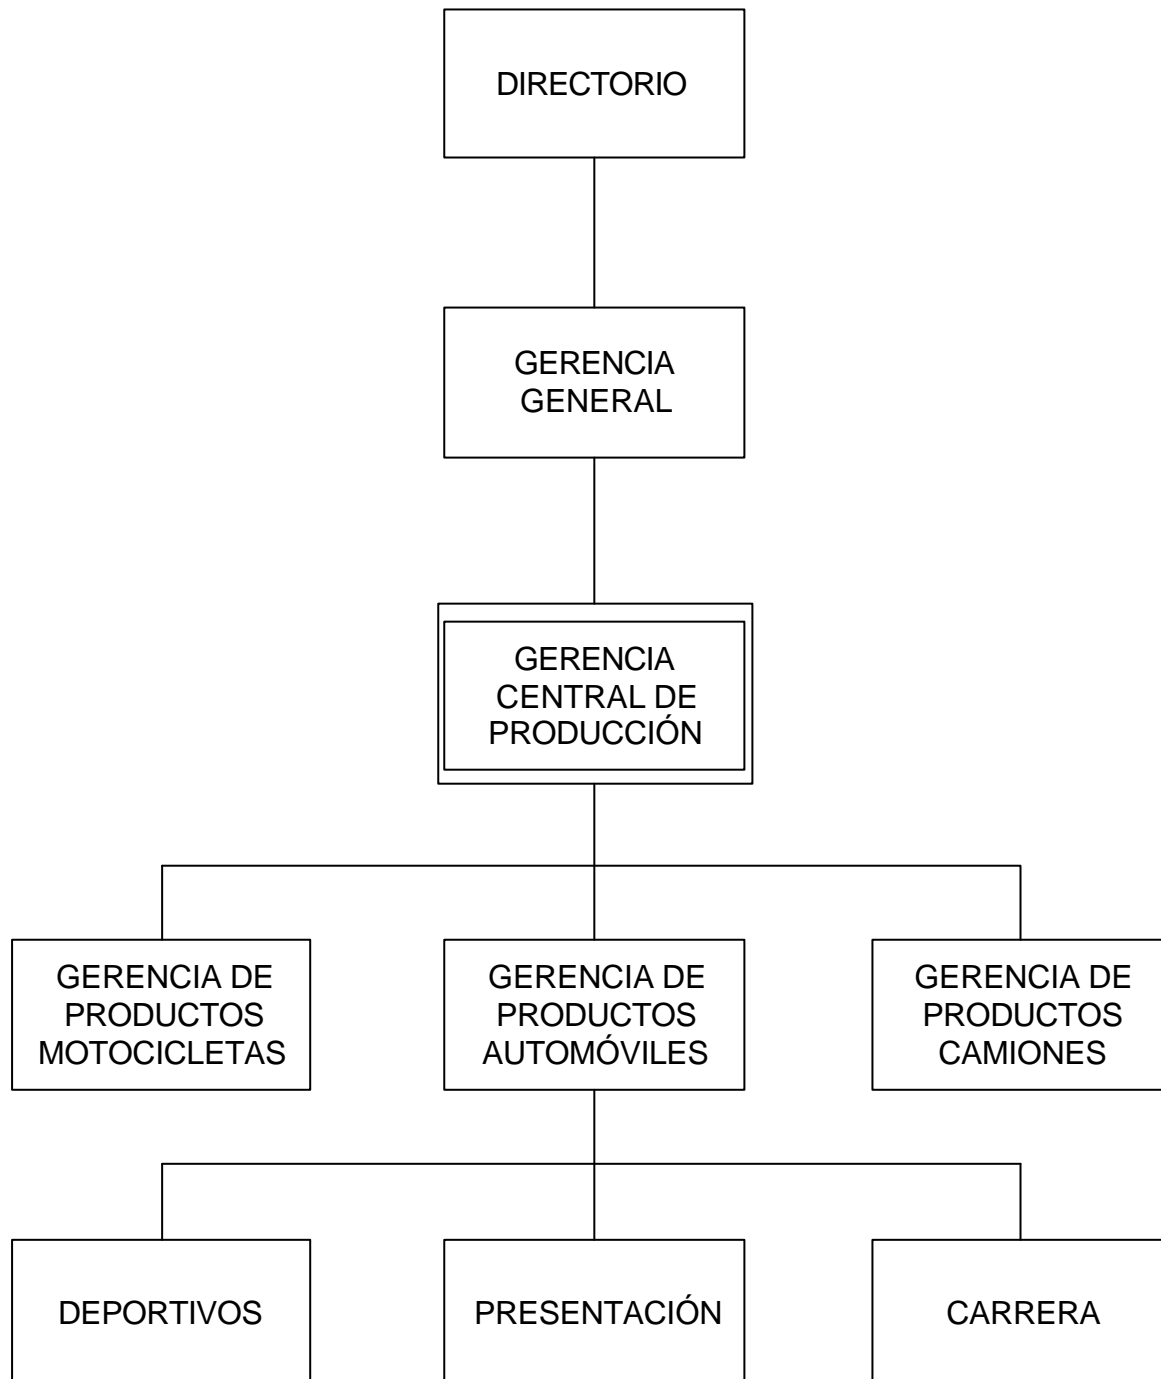 DIRECTORIO
GERENCIA
GENERAL
GERENCIA
CENTRAL DE
PRODUCCIÓN
GERENCIA DE
PRODUCTOS
MOTOCICLETAS
GERENCIA DE
PRODUCTOS
AUTOMÓVILES
GERENCIA DE
PRODUCTOS
CAMIONES
DEPORTIVOS
PRESENTACIÓN
CARRERA